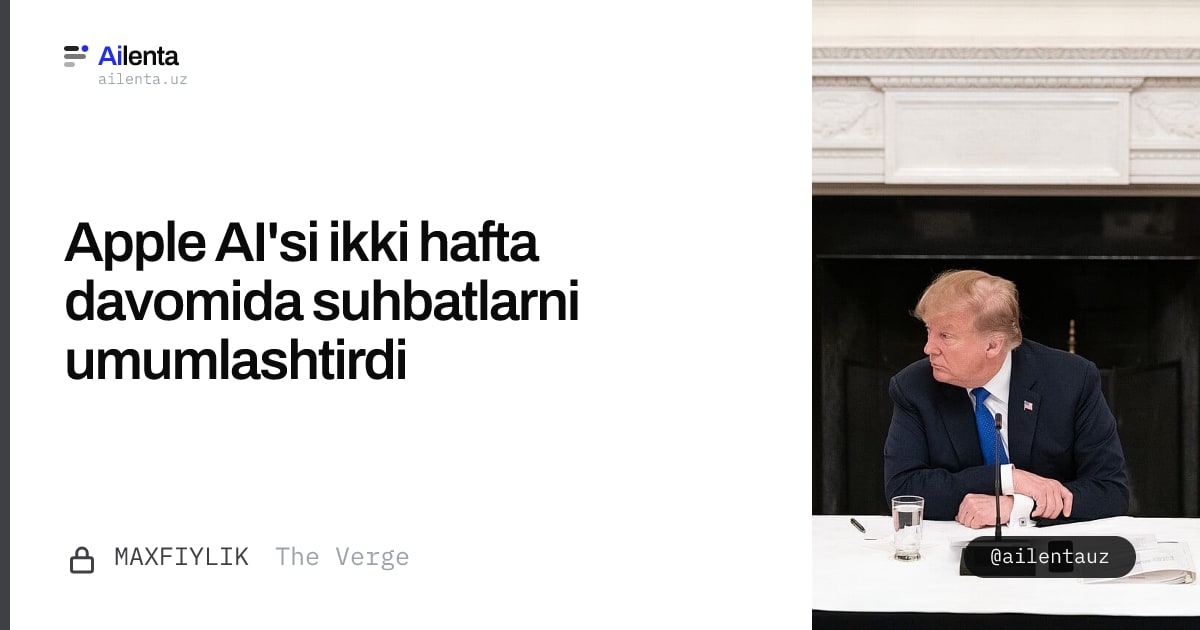 Ailenta
ailenta.uz
Apple AI'si ikki hafta
davomida suhbatlarni
umumlashtirdi
MAXFIYLIK The Verge
@ailentauz